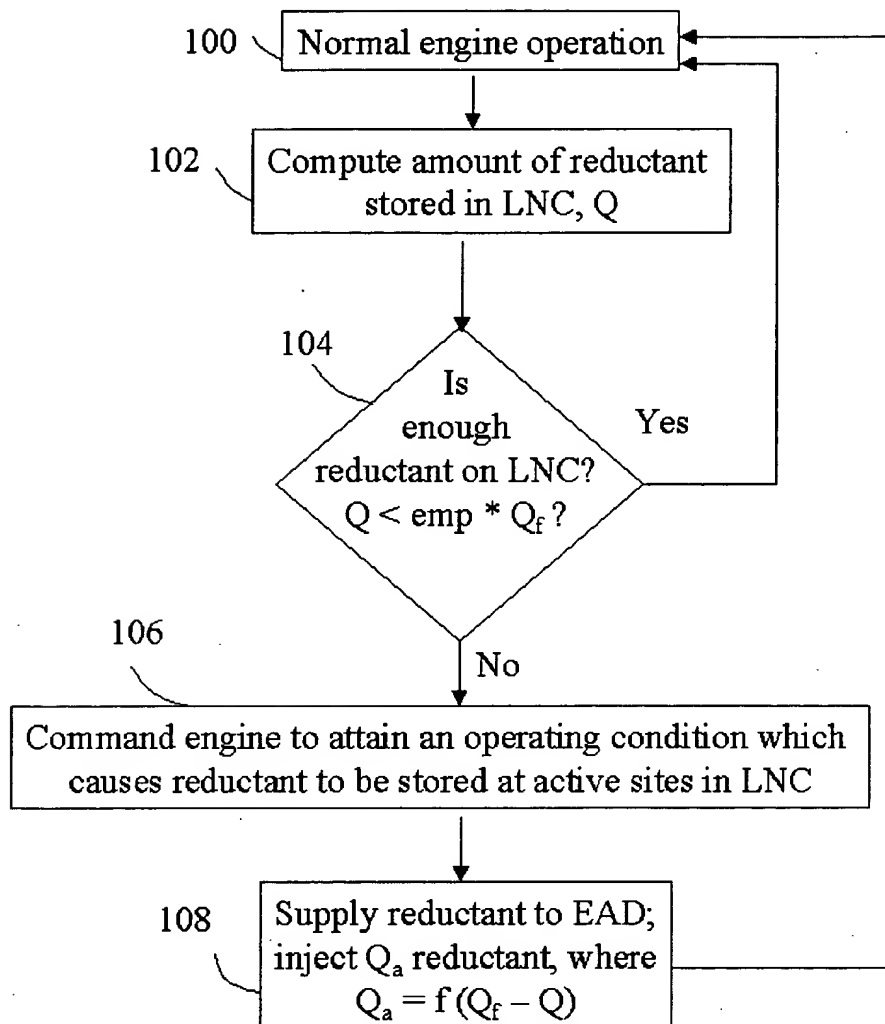 100
Normal engine operation
102
Compute amount of reductant
stored in LNC, Q
104
Is
enough
reductant on LNC?
Q < emp * Qf ?
Yes
No
106
Command engine to attain an operating condition which
causes reductant to be stored at active sites in LNC
108
Supply reductant to EAD;
inject Qa reductant, where
Qa = f (Qf – Q)